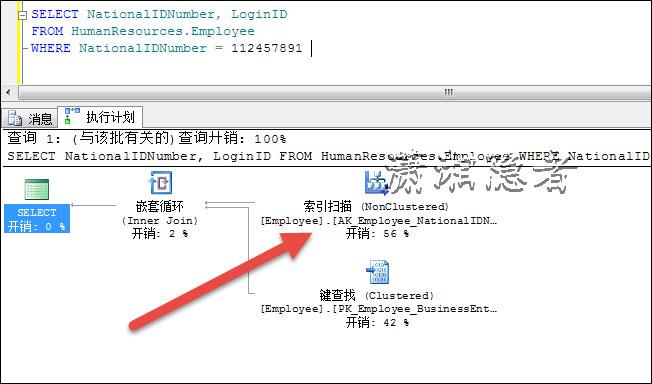 SELECT NationalIDNumber, LoginID
FROM HumanResources.Employee
WHERE NationalIDNumber = 112457891
消息 执行计划
查询 1: (与该批有关的)查询开销: 100%
SELECT NationalIDNumber, LoginID FROM HumanResources.Employee WHERE NationalID
潇湘隐者
SELECT
开销: 0 %
嵌套循环
(Inner Join)
开销: 2 %
索引扫描 (NonClustered)
[Employee].[AK_Employee_NationalIDN…
开销: 56 %
键查找 (Clustered)
[Employee].[PK_Employee_BusinessEnt…
开销: 42 %